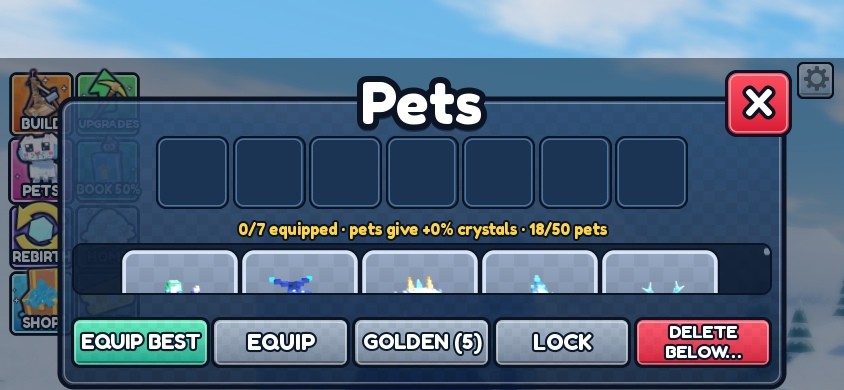 Pets
X
BUILD
UPGRADES
PETS
BOOK 50%
0/7 equipped · pets give +0% crystals · 18/50 pets
REBIRTH
SHOP
EQUIP BEST
EQUIP
GOLDEN (5)
LOCK
DELETE
BELOW...